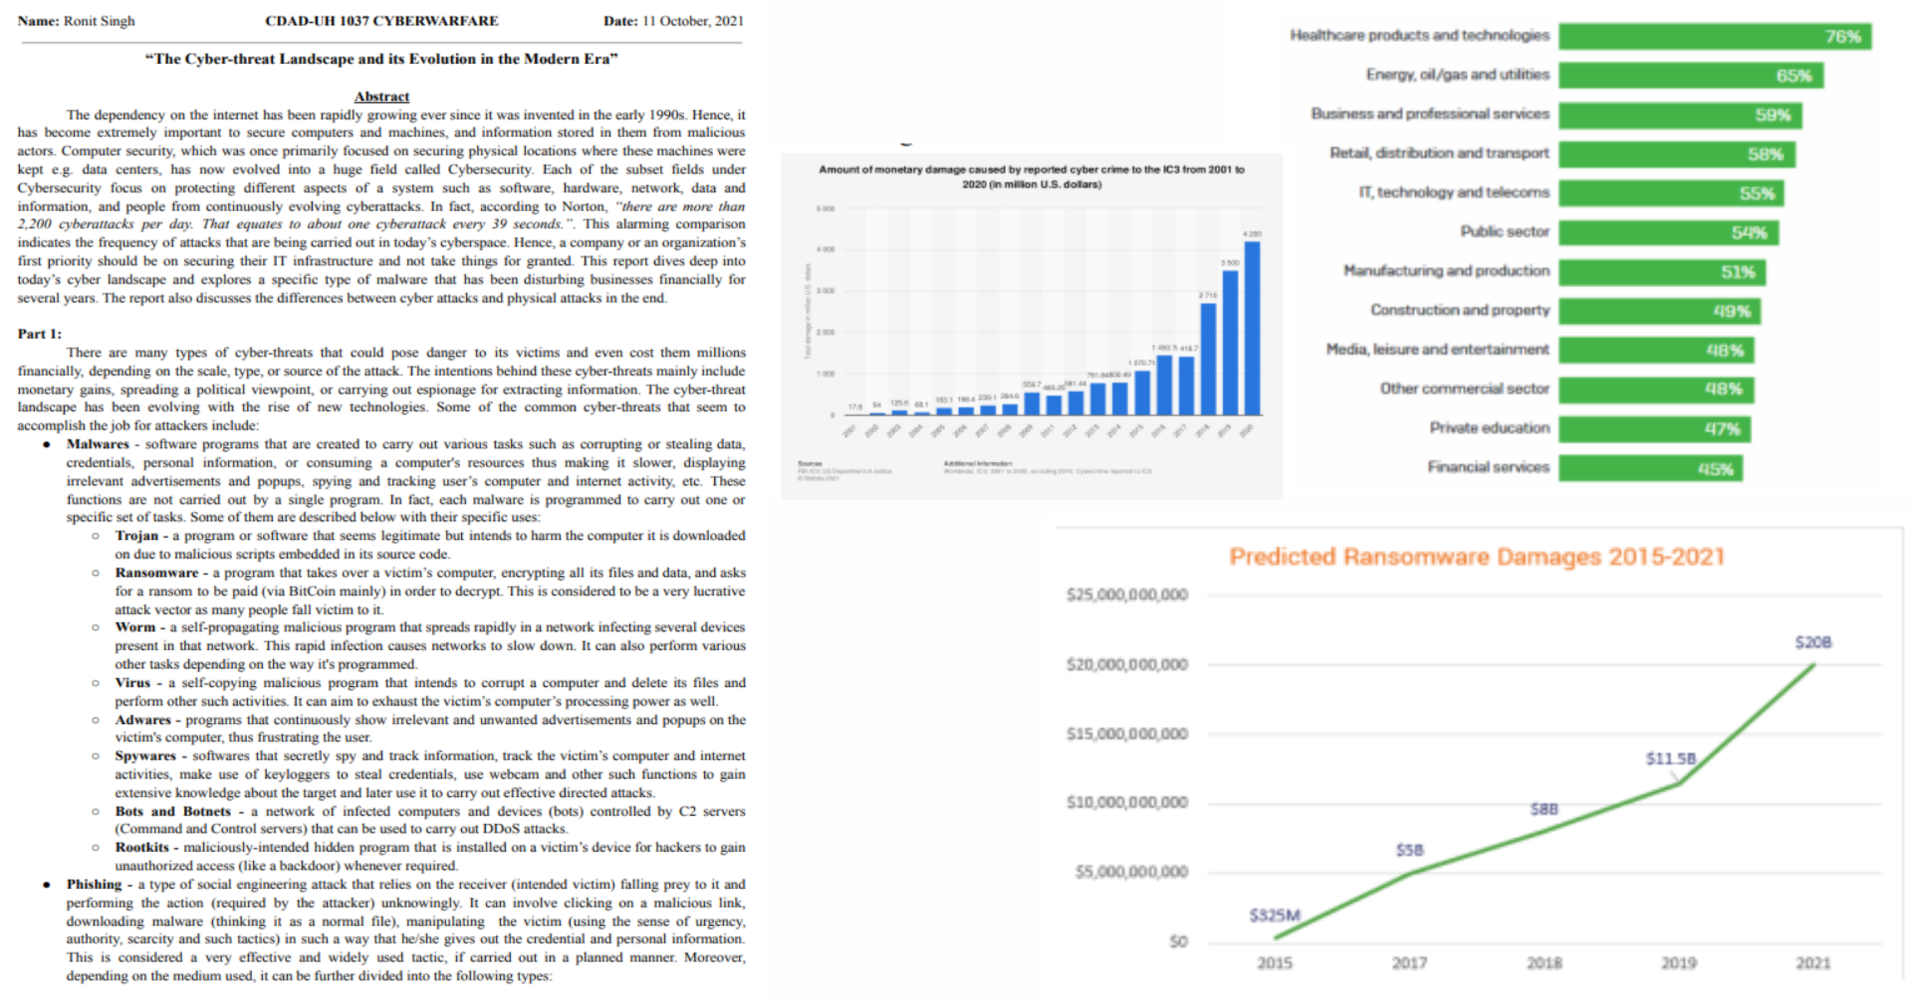 Name: Ronit Singh CDAD-UH 1037 CYBERWARFARE Date: 11 October, 2021
“The Cyber-threat Landscape and its Evolution in the Modern Era”
Abstract
The dependency on the internet has been rapidly growing ever since it was invented in the early 1990s. Hence, it
has become extremely important to secure computers and machines, and information stored in them from malicious
actors. Computer security, which was once primarily focused on securing physical locations where these machines were
kept e.g. data centers, has now evolved into a huge field called Cybersecurity. Each of the subset fields under
Cybersecurity focus on protecting different aspects of a system such as software, hardware, network, data and
information, and people from continuously evolving cyberattacks. In fact, according to Norton, “there are more than
2,200 cyberattacks per day. That equates to about one cyberattack every 39 seconds.”. This alarming comparison
indicates the frequency of attacks that are being carried out in today’s cyberspace. Hence, a company or an organization’s
first priority should be on securing their IT infrastructure and not take things for granted. This report dives deep into
today’s cyber landscape and explores a specific type of malware that has been disturbing businesses financially for
several years. The report also discusses the differences between cyber attacks and physical attacks in the end.
Part 1:
There are many types of cyber-threats that could pose danger to its victims and even cost them millions
financially, depending on the scale, type, or source of the attack. The intentions behind these cyber-threats mainly include
monetary gains, spreading a political viewpoint, or carrying out espionage for extracting information. The cyber-threat
landscape has been evolving with the rise of new technologies. Some of the common cyber-threats that seem to
accomplish the job for attackers include:
● Malwares - software programs that are created to carry out various tasks such as corrupting or stealing data,
credentials, personal information, or consuming a computer's resources thus making it slower, displaying
irrelevant advertisements and popups, spying and tracking user’s computer and internet activity, etc. These
functions are not carried out by a single program. In fact, each malware is programmed to carry out one or
specific set of tasks. Some of them are described below with their specific uses:
○ Trojan - a program or software that seems legitimate but intends to harm the computer it is downloaded
on due to malicious scripts embedded in its source code.
○ Ransomware - a program that takes over a victim’s computer, encrypting all its files and data, and asks
for a ransom to be paid (via BitCoin mainly) in order to decrypt. This is considered to be a very lucrative
attack vector as many people fall victim to it.
○ Worm - a self-propagating malicious program that spreads rapidly in a network infecting several devices
present in that network. This rapid infection causes networks to slow down. It can also perform various
other tasks depending on the way it's programmed.
○ Virus - a self-copying malicious program that intends to corrupt a computer and delete its files and
perform other such activities. It can aim to exhaust the victim’s computer’s processing power as well.
○ Adwares - programs that continuously show irrelevant and unwanted advertisements and popups on the
victim's computer, thus frustrating the user.
○ Spywares - softwares that secretly spy and track information, track the victim’s computer and internet
activities, make use of keyloggers to steal credentials, use webcam and other such functions to gain
extensive knowledge about the target and later use it to carry out effective directed attacks.
○ Bots and Botnets - a network of infected computers and devices (bots) controlled by C2 servers
(Command and Control servers) that can be used to carry out DDoS attacks.
○ Rootkits - maliciously-intended hidden program that is installed on a victim’s device for hackers to gain
unauthorized access (like a backdoor) whenever required.
● Phishing - a type of social engineering attack that relies on the receiver (intended victim) falling prey to it and
performing the action (required by the attacker) unknowingly. It can involve clicking on a malicious link,
downloading malware (thinking it as a normal file), manipulating the victim (using the sense of urgency,
authority, scarcity and such tactics) in such a way that he/she gives out the credential and personal information.
This is considered a very effective and widely used tactic, if carried out in a planned manner. Moreover,
depending on the medium used, it can be further divided into the following types:
Amount of monetary damage caused by reported cyber crime to the IC3 from 2001 to
2020 (in million U.S. dollars)
Total damage in million U.S. dollars
5 000
4 000
3 000
2 000
1 000
0
17.8 54 125.6 68.1 183.1 198.4 239.1 264.6 559.7 485.25 581.44 781.84 800.49 1 070.71 1 450.7 1 418.7 2 710 3 500 4 200
2001 2002 2003 2004 2005 2006 2007 2008 2009 2011 2012 2013 2014 2015 2016 2017 2018 2019 2020
Sources
FBI IC3; US Department of Justice
© Statista 2021
Additional Information:
Healthcare products and technologies 76%
Energy, oil/gas and utilities 65%
Business and professional services 59%
Retail, distribution and transport 58%
IT, technology and telecoms 55%
Public sector 54%
Manufacturing and production 51%
Construction and property 49%
Media, leisure and entertainment 48%
Other commercial sector 48%
Private education 47%
Financial services 45%
Predicted Ransomware Damages 2015-2021
$25,000,000,000
$20,000,000,000
$15,000,000,000
$10,000,000,000
$5,000,000,000
$0
$325M
$5B
$8B
$11.5B
$20B
2015 2017 2018 2019 2021